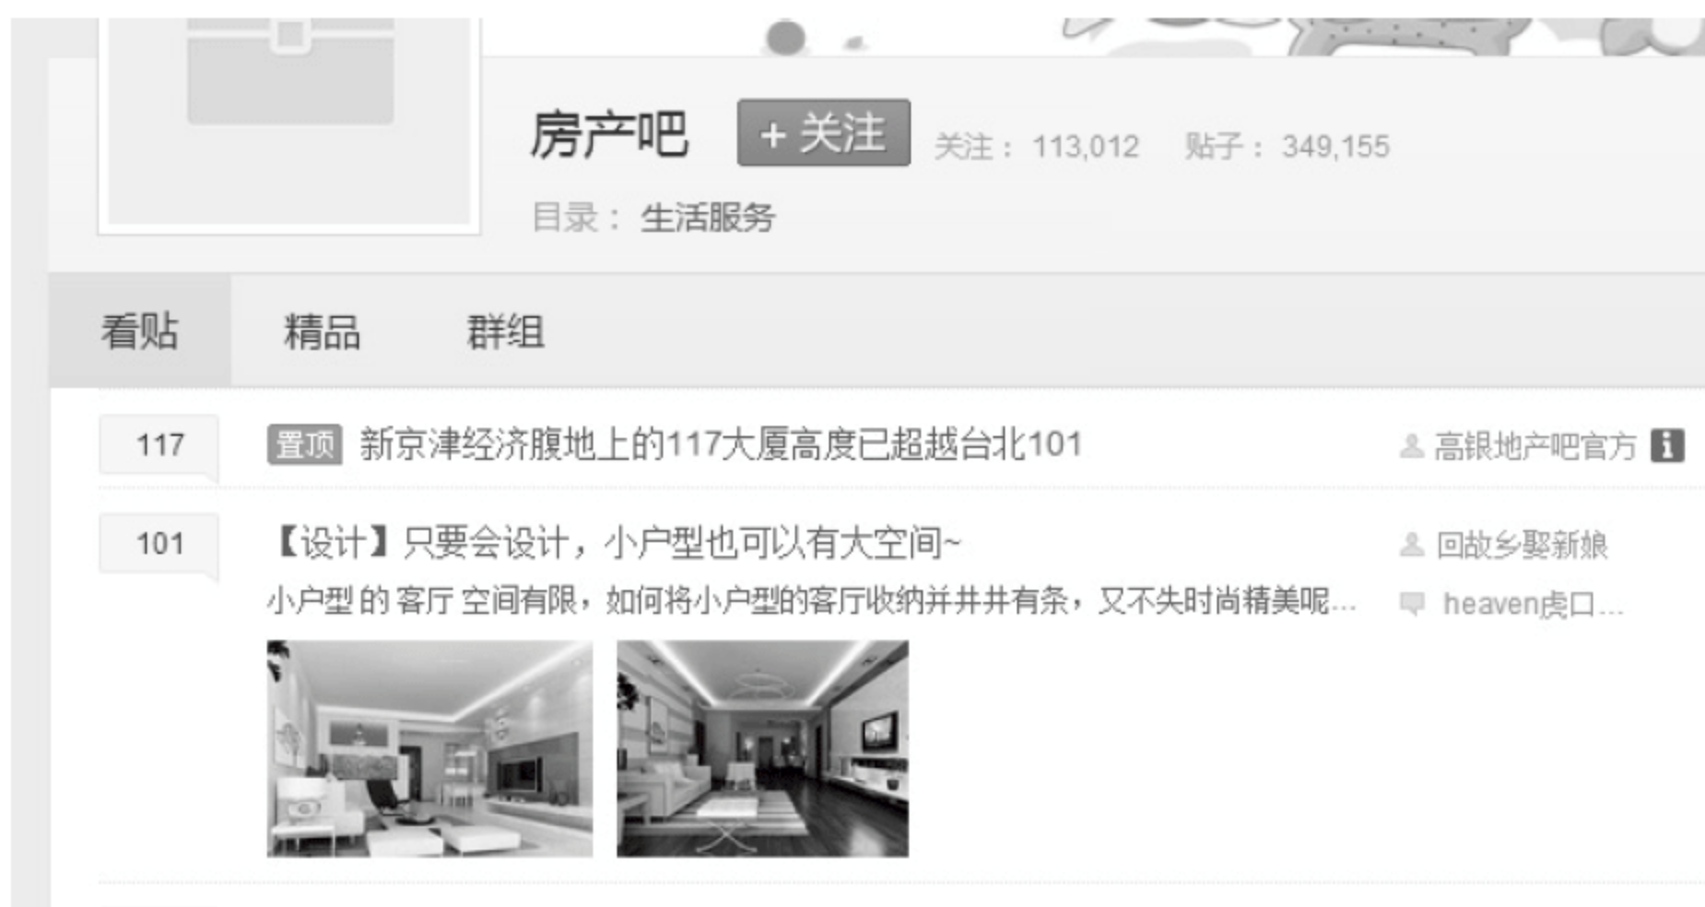 房产吧 + 关注 关注： 113,012 贴子： 349,155
目录： 生活服务
看贴 精品 群组
117 置顶 新京津经济腹地上的117大厦高度已超越台北101 高银地产吧官方
101 【设计】只要会设计，小户型也可以有大空间~ 回故乡娶新娘
小户型 的 客厅 空间有限，如何将小户型的客厅收纳并井井有条，又不失时尚精美呢... heaven虎口...